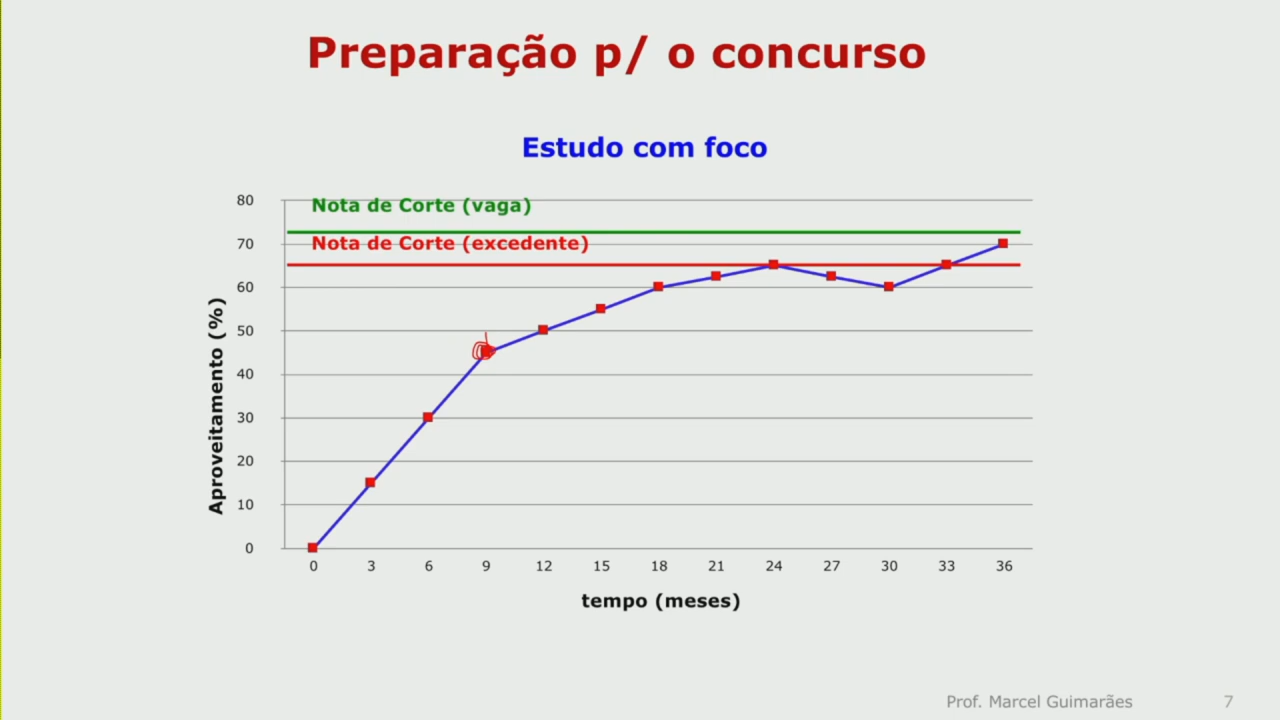 Preparação p/ o concurso
Estudo com foco
80
Nota de Corte (vaga)
70
Nota de Corte (excedente)
60
50
40
30
20
10
0
Aproveitamento (%)
0 3 6 9 12 15 18 21 24 27 30 33 36
tempo (meses)
Prof. Marcel Guimarães 7